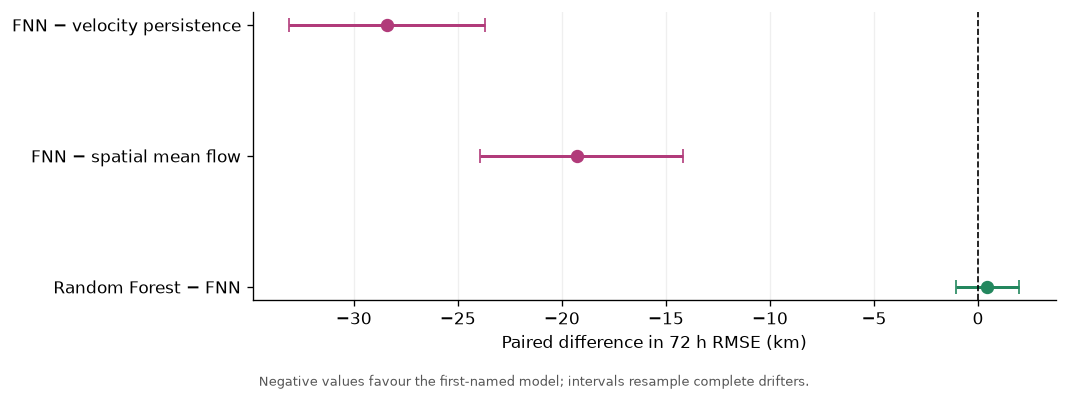 FNN − velocity persistence
FNN − spatial mean flow
Random Forest − FNN
−30 −25 −20 −15 −10 −5 0
Paired difference in 72 h RMSE (km)
Negative values favour the first-named model; intervals resample complete drifters.